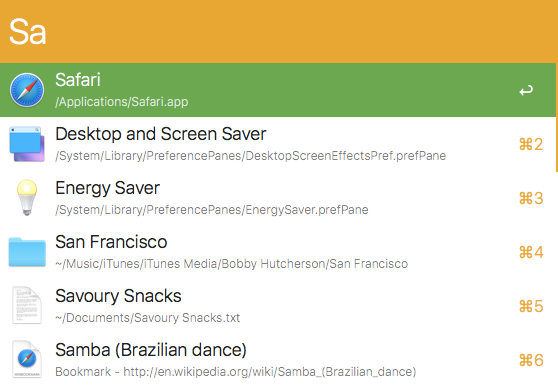 Sa
Safari
/Applications/Safari.app
↩
Desktop and Screen Saver
/System/Library/PreferencePanes/DesktopScreenEffectsPref.prefPane
⌘2
Energy Saver
/System/Library/PreferencePanes/EnergySaver.prefPane
⌘3
San Francisco
~/Music/iTunes/iTunes Media/Bobby Hutcherson/San Francisco
⌘4
Savoury Snacks
~/Documents/Savoury Snacks.txt
⌘5
Samba (Brazilian dance)
Bookmark - http://en.wikipedia.org/wiki/Samba_(Brazilian_dance)
⌘6